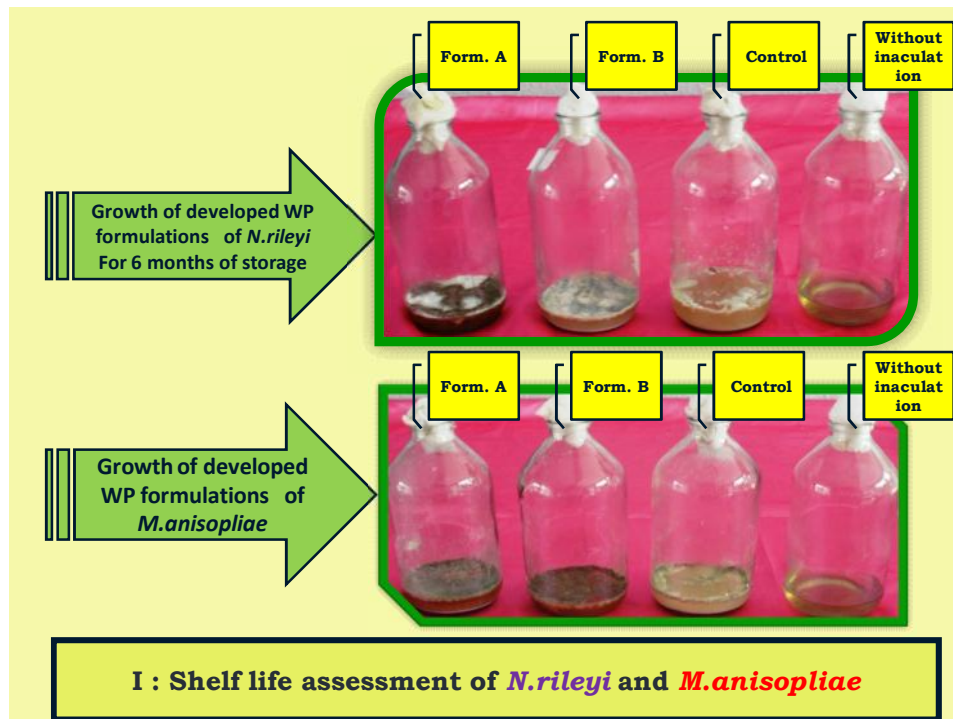 Form. A
Form. B
Control
Without
inaculat
ion
Growth of developed WP
formulations of N.rileyi
For 6 months of storage
Form. A
Form. B
Control
Without
inaculat
ion
Growth of developed
WP formulations of
M.anisopliae
I : Shelf life assessment of N.rileyi and M.anisopliae